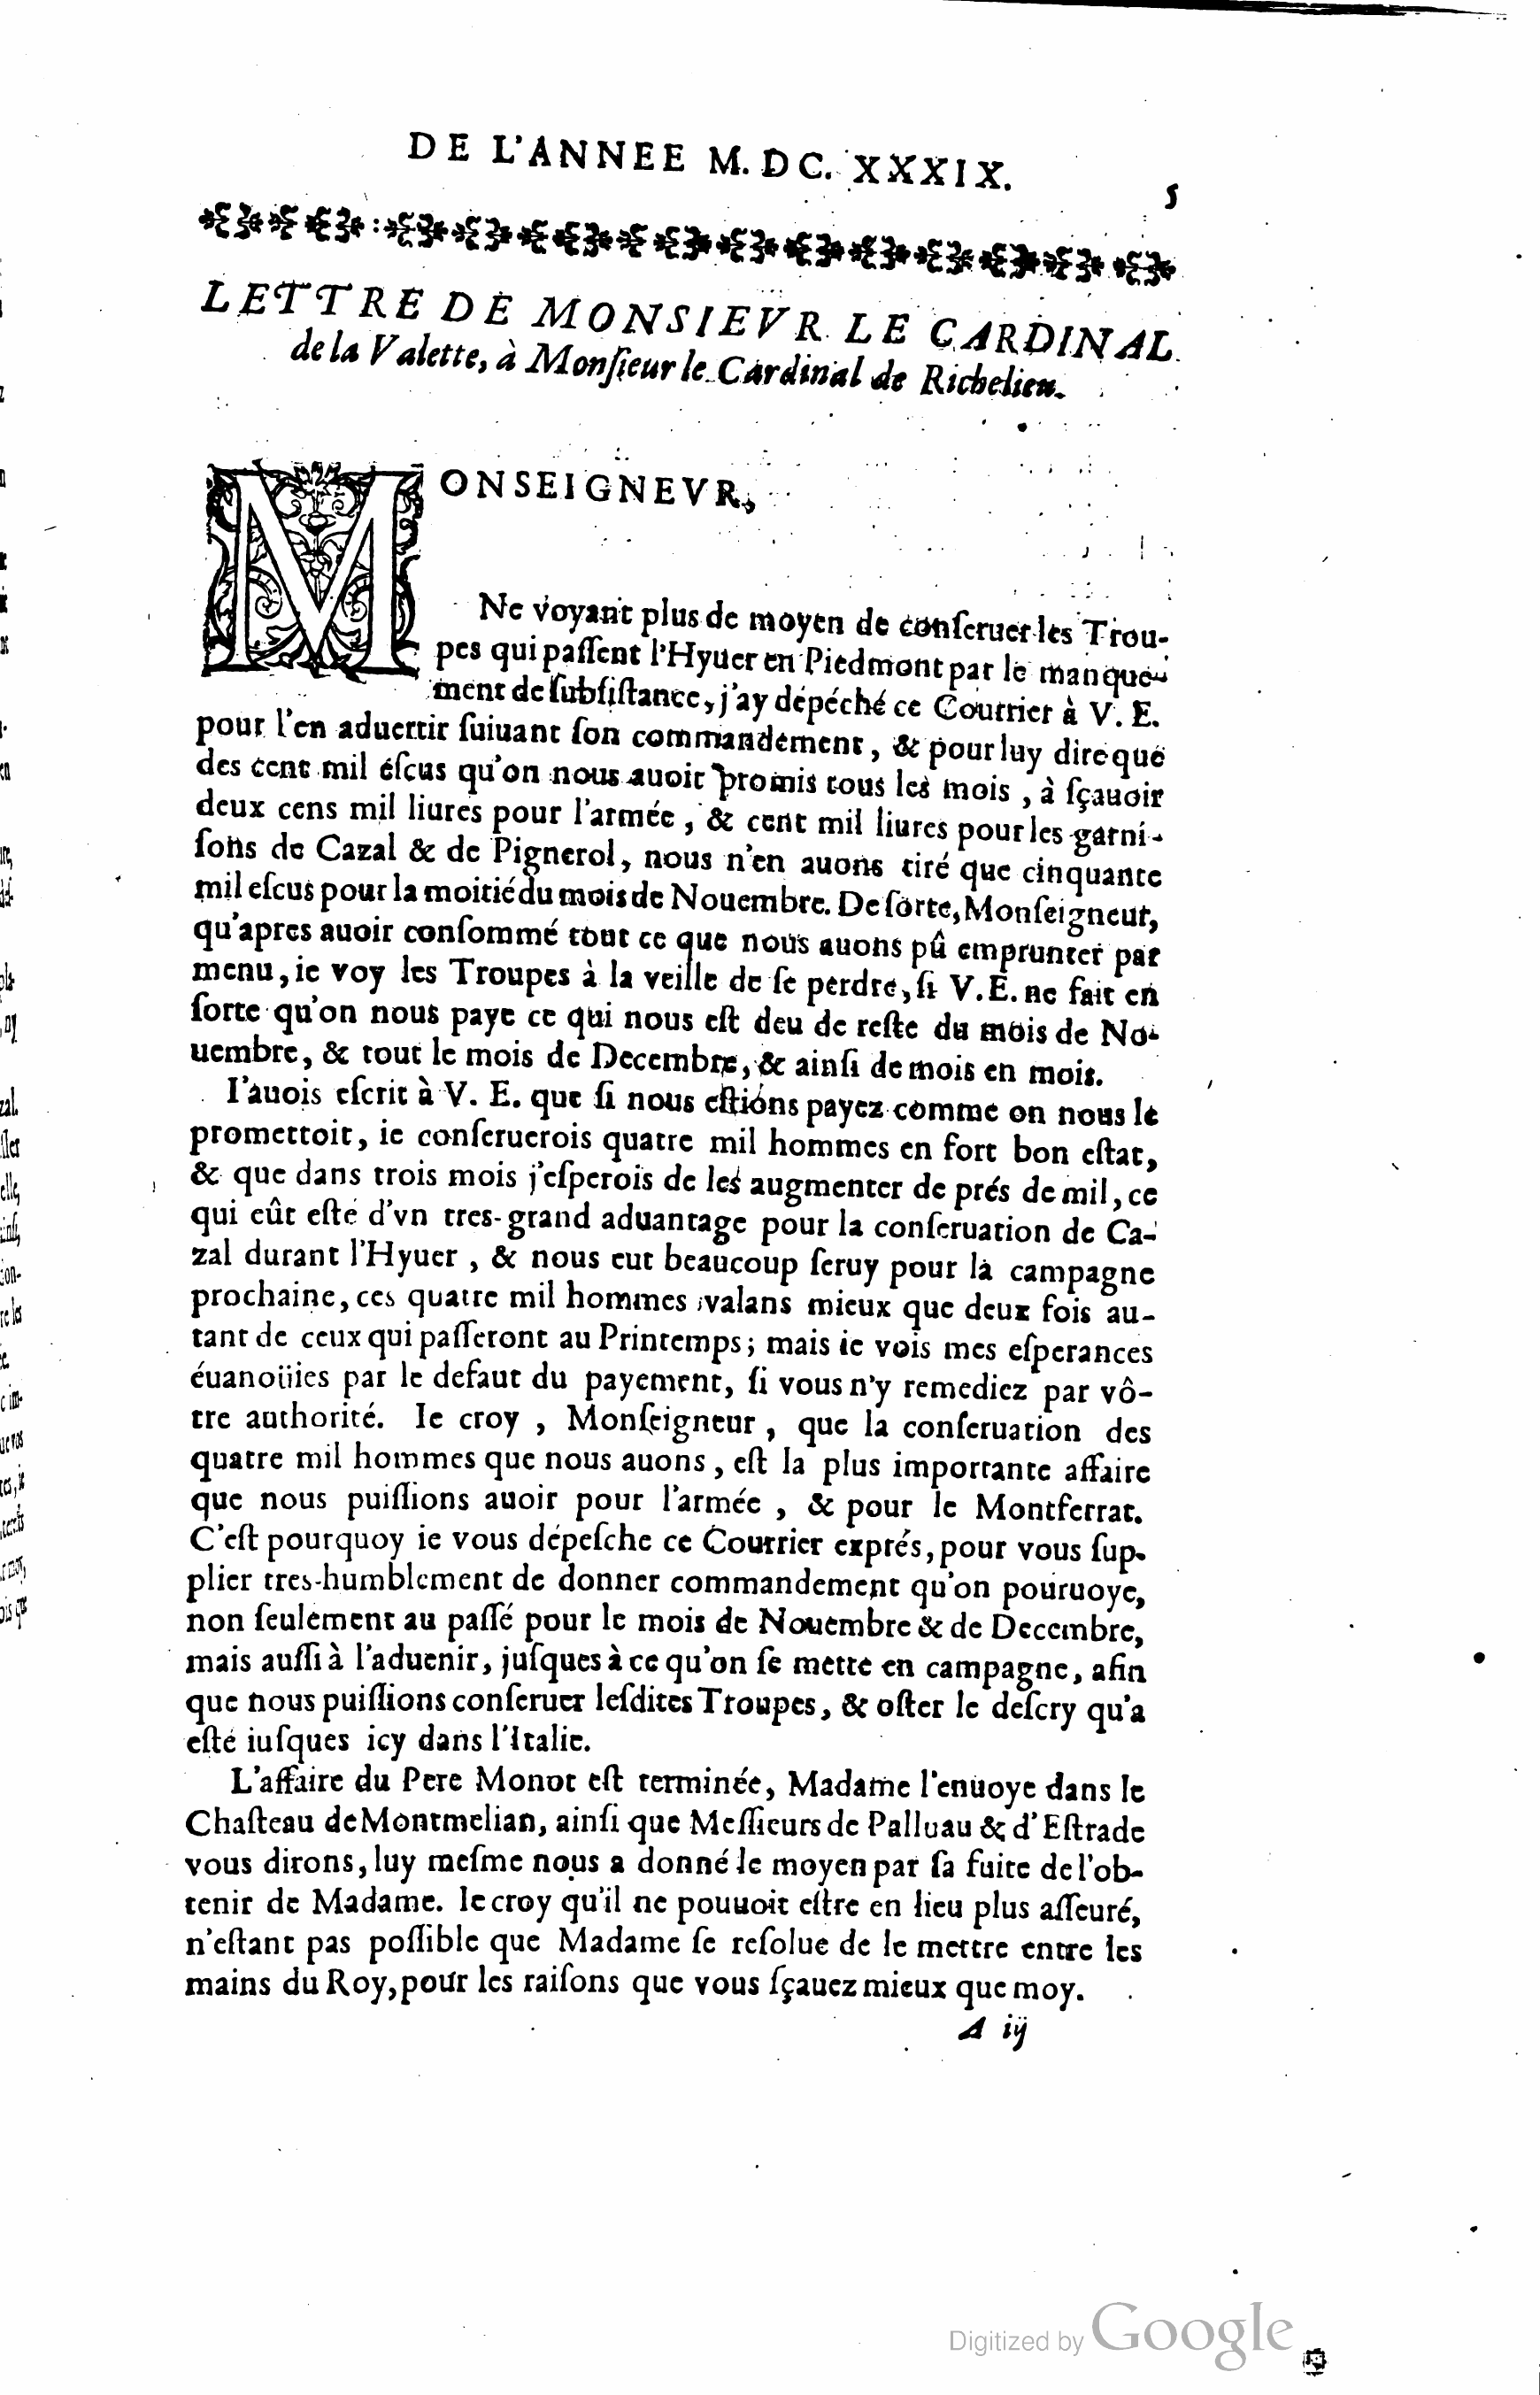 DE L'ANNEE M. DC. XXXIX.
5
LETTRE DE MONSIEVR LE CARDINAL
de la Valette, à Monſieur le Cardinal de Richelieu.
MONSEIGNEVR,
Ne voyant plus de moyen de conſeruer les Trou-
pes qui paſſent l'Hyuer en Piedmont par le manque-
ment de ſubſiſtance, j'ay dépéché ce Courrier à V. E.
pour l'en aduertir ſuiuant ſon commandement, & pour luy dire que
des cent mil éſcus qu'on nous auoit promis tous les mois, à ſçauoir
deux cens mil liures pour l'armée, & cent mil liures pour les garni-
ſons de Cazal & de Pignerol, nous n'en auons tiré que cinquante
mil eſcus pour la moitié du mois de Nouembre. De ſorte, Monſeigneur,
qu'apres auoir conſommé tout ce que nous auons pû emprunter par
menu, ie voy les Troupes à la veille de ſe perdre, ſi V. E. ne fait en
ſorte qu'on nous paye ce qui nous eſt deu de reſte du mois de No-
uembre, & tout le mois de Decembre, & ainſi de mois en mois.
I'auois eſcrit à V. E. que ſi nous eſtions payez comme on nous le
promettoit, ie conſeruerois quatre mil hommes en fort bon eſtat,
& que dans trois mois j'eſperois de les augmenter de prés de mil, ce
qui eût eſté d'vn tres-grand aduantage pour la conſeruation de Ca-
zal durant l'Hyuer, & nous eut beaucoup ſeruy pour la campagne
prochaine, ces quatre mil hommes valans mieux que deux fois au-
tant de ceux qui paſſeront au Printemps; mais ie vois mes eſperances
éuanoüies par le defaut du payement, ſi vous n'y remediez par vô-
tre authorité. Ie croy, Monſeigneur, que la conſeruation des
quatre mil hommes que nous auons, eſt la plus importante affaire
que nous puiſſions auoir pour l'armée, & pour le Montferrat.
C'eſt pourquoy ie vous dépeſche ce Courrier exprés, pour vous ſup-
plier tres-humblement de donner commandement qu'on pouruoye,
non ſeulement au paſſé pour le mois de Nouembre & de Decembre,
mais auſſi à l'aduenir, juſques à ce qu'on ſe mette en campagne, afin
que nous puiſſions conſeruer leſdites Troupes, & oſter le deſcry qu'a
eſté iuſques icy dans l'Italie.
L'affaire du Pere Monot eſt terminée, Madame l'enuoye dans le
Chaſteau de Montmelian, ainſi que Meſſieurs de Palluau & d'Eſtrade
vous dirons, luy meſme nous a donné le moyen par ſa fuite de l'ob-
tenir de Madame. Ie croy qu'il ne pouuoit eſtre en lieu plus aſſeuré,
n'eſtant pas poſſible que Madame ſe reſolue de le mettre entre les
mains du Roy, pour les raiſons que vous ſçauez mieux que moy.
A iij
Digitized by Google